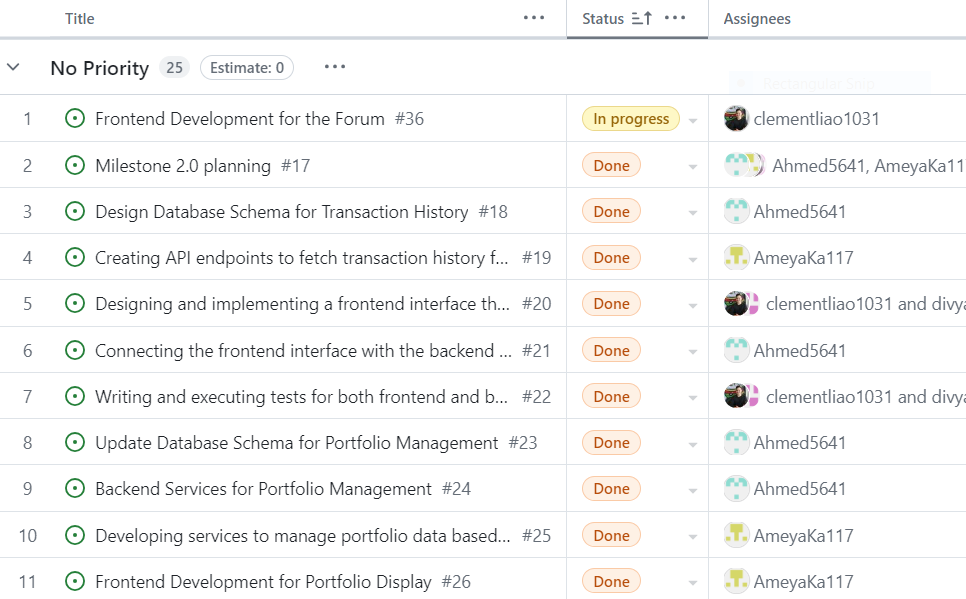 Title ... Status ... Assignees
No Priority 25 Estimate: 0 ...
1 Frontend Development for the Forum #36 In progress clementliao1031
2 Milestone 2.0 planning #17 Done Ahmed5641, AmeyaKa11
3 Design Database Schema for Transaction History #18 Done Ahmed5641
4 Creating API endpoints to fetch transaction history f... #19 Done AmeyaKa117
5 Designing and implementing a frontend interface th... #20 Done clementliao1031 and divya
6 Connecting the frontend interface with the backend ... #21 Done Ahmed5641
7 Writing and executing tests for both frontend and b... #22 Done clementliao1031 and divya
8 Update Database Schema for Portfolio Management #23 Done Ahmed5641
9 Backend Services for Portfolio Management #24 Done Ahmed5641
10 Developing services to manage portfolio data based... #25 Done AmeyaKa117
11 Frontend Development for Portfolio Display #26 Done AmeyaKa117